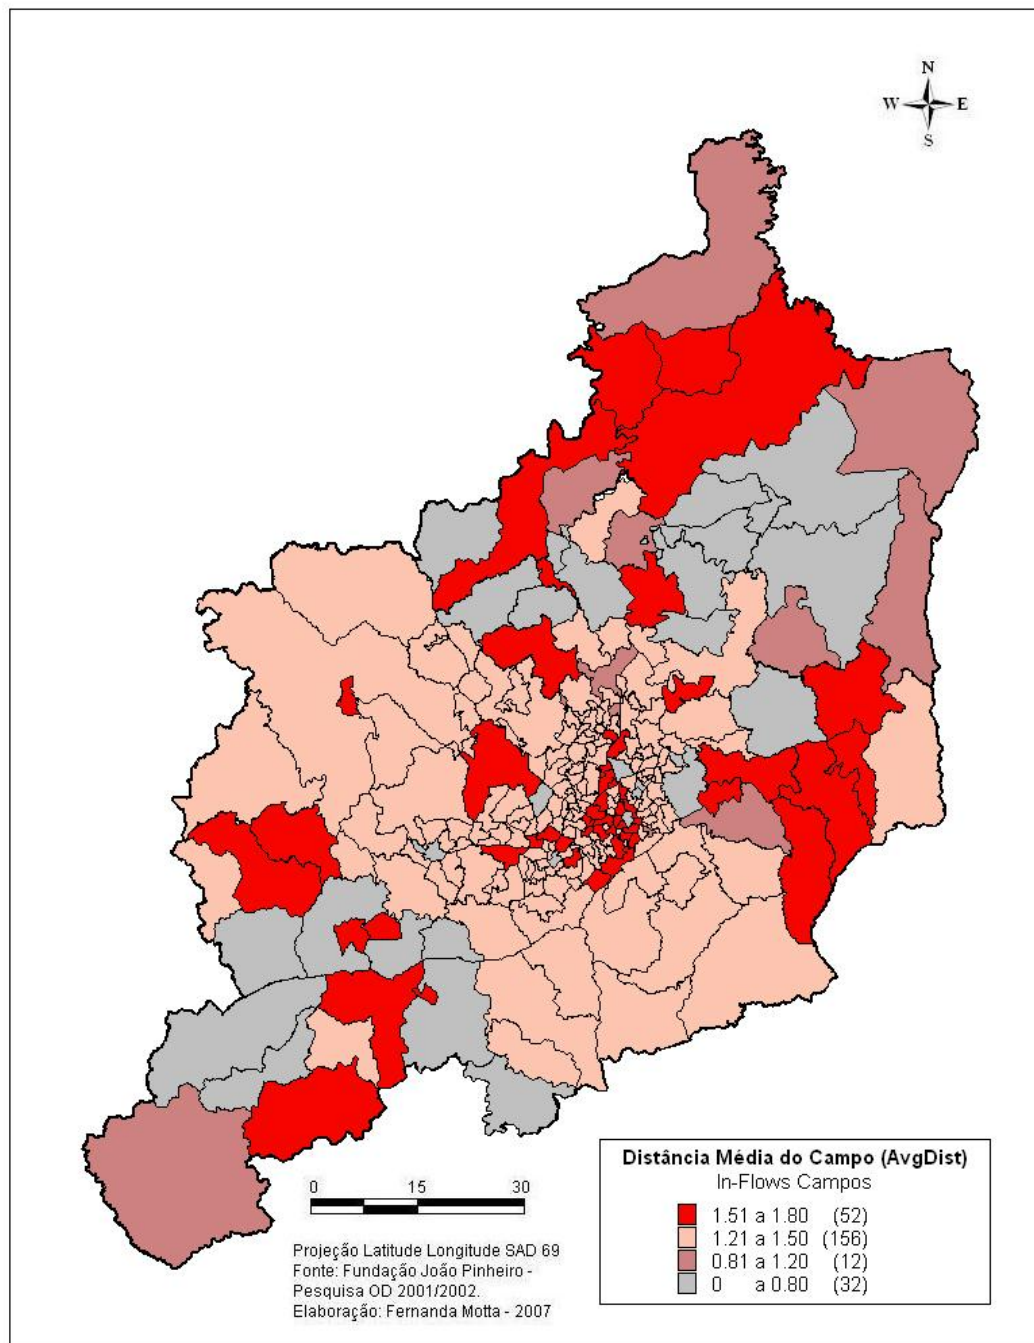 N
W E
S
Distância Média do Campo (AvgDist)
In-Flows Campos
1.51 a 1.80 (52)
1.21 a 1.50 (156)
0.81 a 1.20 (12)
0 a 0.80 (32)
0 15 30
Projeção Latitude Longitude SAD 69
Fonte: Fundação João Pinheiro -
Pesquisa OD 2001/2002.
Elaboração: Fernanda Motta - 2007